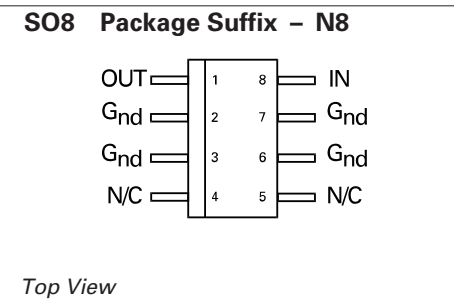 SO8 Package Suffix – N8
OUT 1 8 IN
Gnd 2 7 Gnd
Gnd 3 6 Gnd
N/C 4 5 N/C
Top View